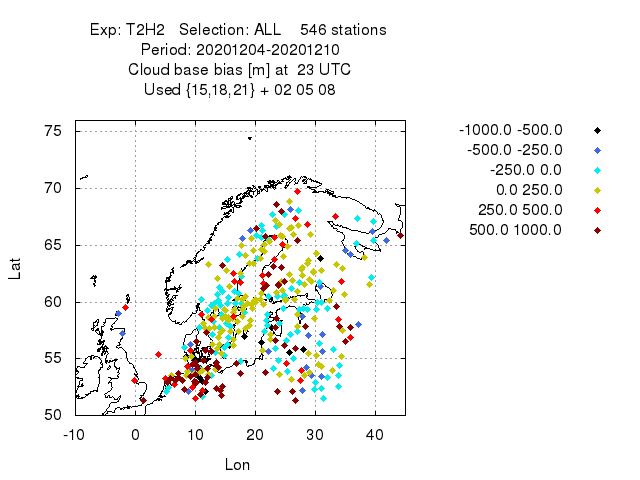 Exp: T2H2 Selection: ALL 546 stations
Period: 20201204-20201210
Cloud base bias [m] at 23 UTC
Used {15,18,21} + 02 05 08
-1000.0 -500.0
-500.0 -250.0
-250.0 0.0
0.0 250.0
250.0 500.0
500.0 1000.0
75
70
65
60
55
50
Lat
-10 0 10 20 30 40
Lon